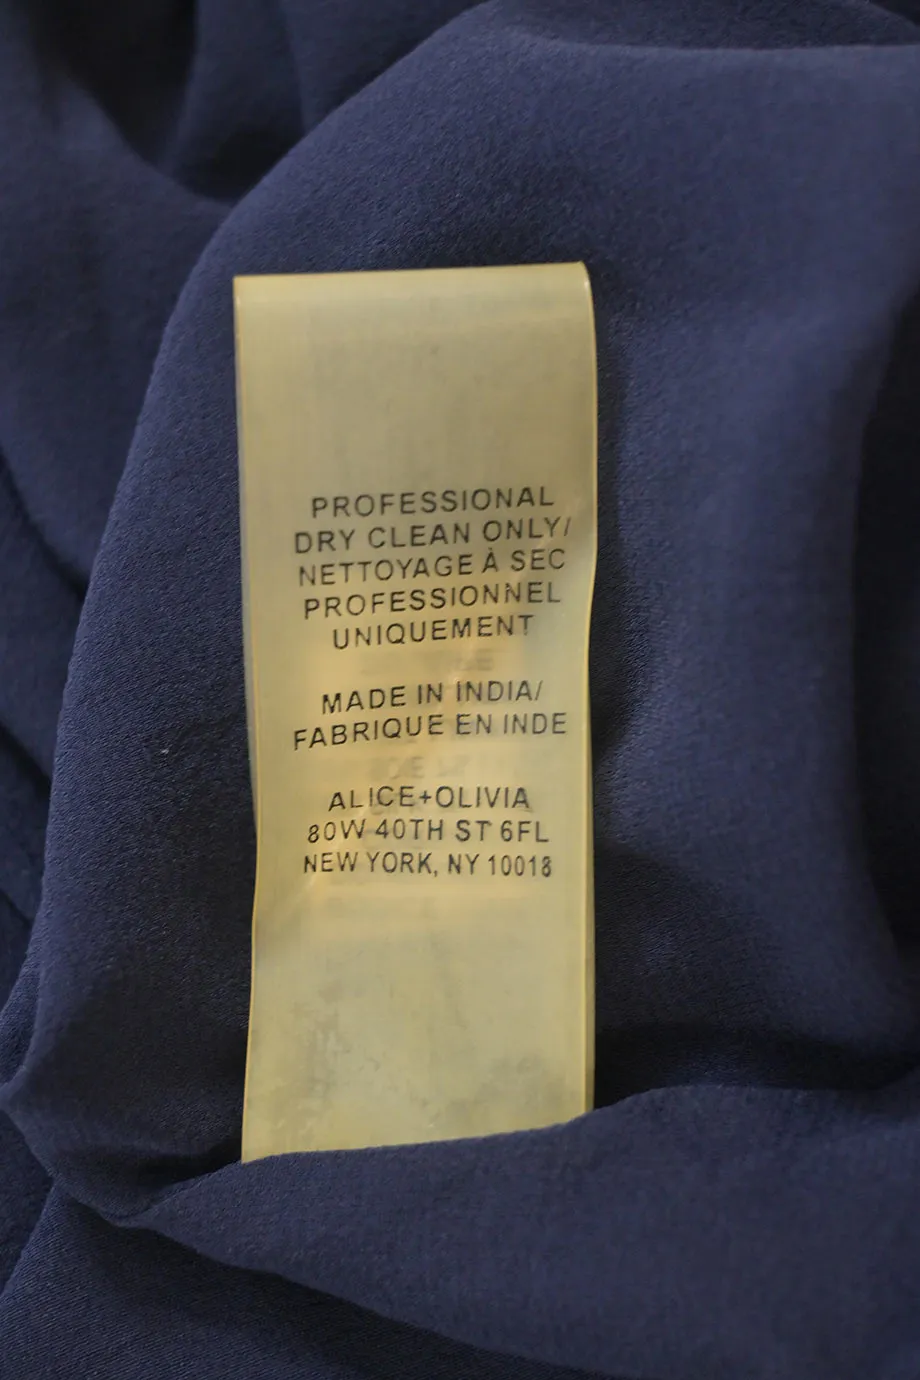 PROFESSIONAL
DRY CLEAN ONLY/
NETTOYAGE À SEC
PROFESSIONNEL
UNIQUEMENT
MADE IN INDIA/
FABRIQUE EN INDE
ALICE+OLIVIA
80W 40TH ST 6FL
NEW YORK, NY 10018